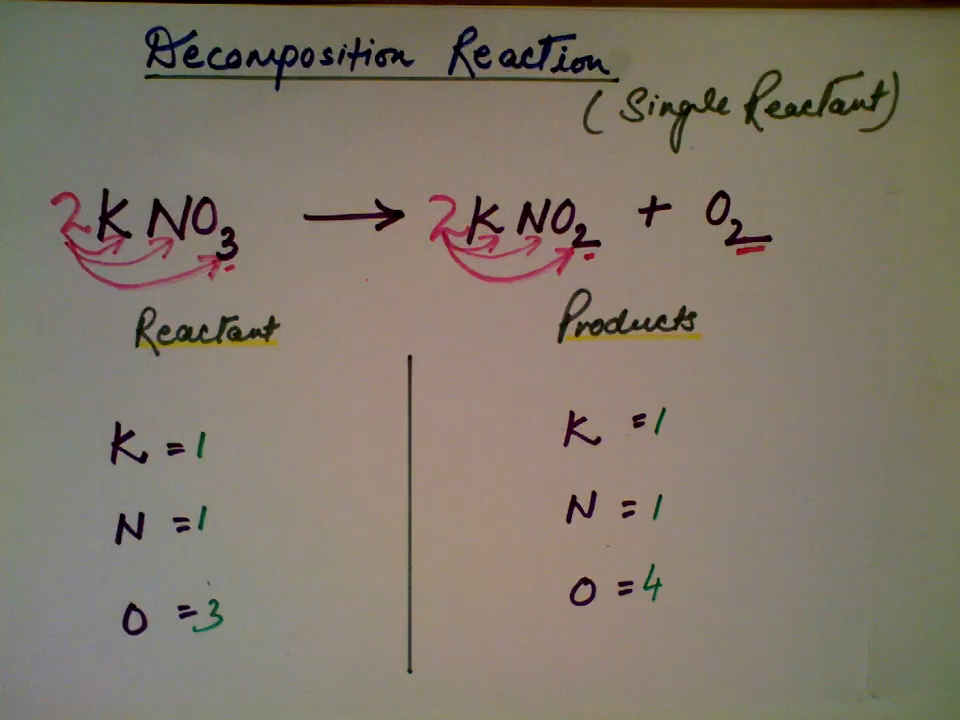 Decomposition Reaction
(Single Reactant)
2KNO3 → 2KNO2 + O2
Reactant
Products
K = 1
N = 1
O = 3
K = 1
N = 1
O = 4